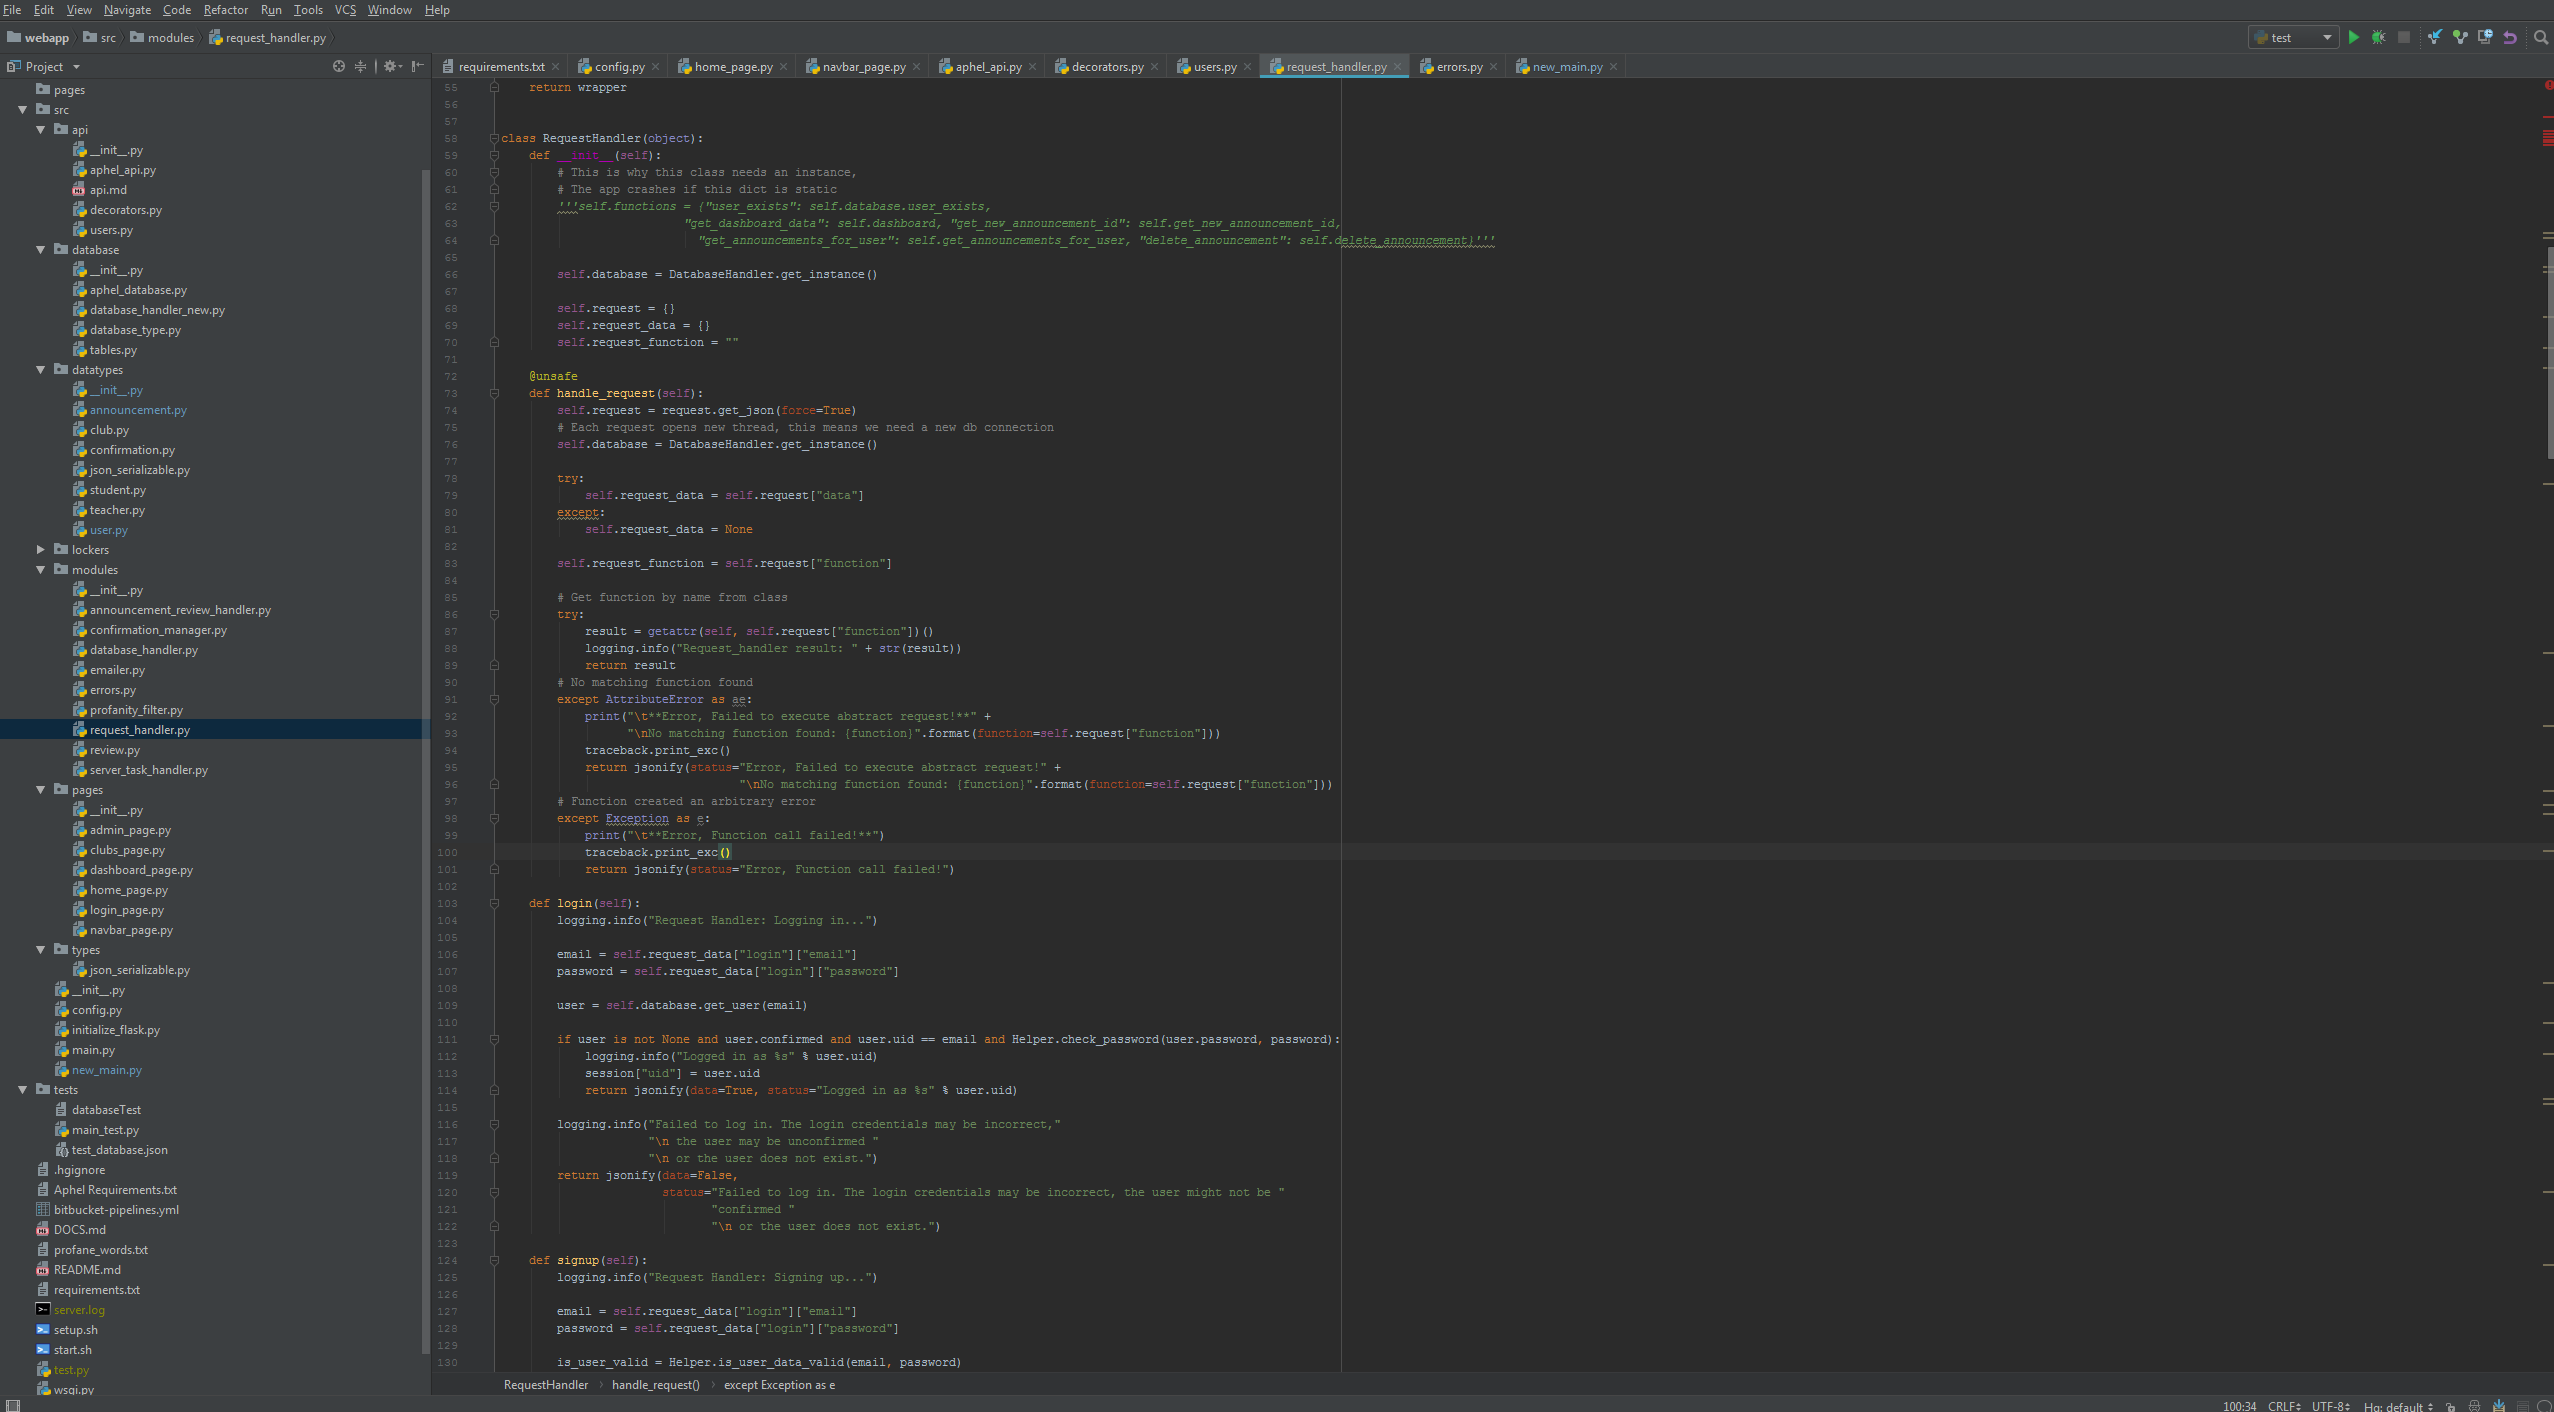 File Edit View Navigate Code Refactor Run Tools VCS Window Help
webapp src modules request_handler.py test
Project
requirements.txt config.py home_page.py navbar_page.py aphel_api.py decorators.py users.py request_handler.py errors.py new_main.py
pages
src
api
__init__.py
aphel_api.py
api.md
decorators.py
users.py
database
__init__.py
aphel_database.py
database_handler_new.py
database_type.py
tables.py
datatypes
__init__.py
announcement.py
club.py
confirmation.py
json_serializable.py
student.py
teacher.py
user.py
lockers
modules
__init__.py
announcement_review_handler.py
confirmation_manager.py
database_handler.py
emailer.py
errors.py
profanity_filter.py
request_handler.py
review.py
server_task_handler.py
pages
__init__.py
admin_page.py
clubs_page.py
dashboard_page.py
home_page.py
login_page.py
navbar_page.py
types
json_serializable.py
__init__.py
config.py
initialize_flask.py
main.py
new_main.py
tests
databaseTest
main_test.py
test_database.json
.hgignore
Aphel Requirements.txt
bitbucket-pipelines.yml
DOCS.md
profane_words.txt
README.md
requirements.txt
server.log
setup.sh
start.sh
test.py
wsgi.py
55 return wrapper
56
57
58 class RequestHandler(object):
59 def __init__(self):
60 # This is why this class needs an instance,
61 # The app crashes if this dict is static
62 '''self.functions = {"user_exists": self.database.user_exists,
63 "get_dashboard_data": self.dashboard, "get_new_announcement_id": self.get_new_announcement_id,
64 "get_announcements_for_user": self.get_announcements_for_user, "delete_announcement": self.delete_announcement}'''
65
66 self.database = DatabaseHandler.get_instance()
67
68 self.request = {}
69 self.request_data = {}
70 self.request_function = ""
71
72 @unsafe
73 def handle_request(self):
74 self.request = request.get_json(force=True)
75 # Each request opens new thread, this means we need a new db connection
76 self.database = DatabaseHandler.get_instance()
77
78 try:
79 self.request_data = self.request["data"]
80 except:
81 self.request_data = None
82
83 self.request_function = self.request["function"]
84
85 # Get function by name from class
86 try:
87 result = getattr(self, self.request["function"])()
88 logging.info("Request_handler result: " + str(result))
89 return result
90 # No matching function found
91 except AttributeError as ae:
92 print("\t**Error, Failed to execute abstract request!**" +
93 "\nNo matching function found: {function}".format(function=self.request["function"]))
94 traceback.print_exc()
95 return jsonify(status="Error, Failed to execute abstract request!" +
96 "\nNo matching function found: {function}".format(function=self.request["function"]))
97 # Function created an arbitrary error
98 except Exception as e:
99 print("\t**Error, Function call failed!**")
100 traceback.print_exc()
101 return jsonify(status="Error, Function call failed!")
102
103 def login(self):
104 logging.info("Request Handler: Logging in...")
105
106 email = self.request_data["login"]["email"]
107 password = self.request_data["login"]["password"]
108
109 user = self.database.get_user(email)
110
111 if user is not None and user.confirmed and user.uid == email and Helper.check_password(user.password, password):
112 logging.info("Logged in as %s" % user.uid)
113 session["uid"] = user.uid
114 return jsonify(data=True, status="Logged in as %s" % user.uid)
115
116 logging.info("Failed to log in. The login credentials may be incorrect,"
117 "\n the user may be unconfirmed "
118 "\n or the user does not exist.")
119 return jsonify(data=False,
120 status="Failed to log in. The login credentials may be incorrect, the user might not be "
121 "confirmed "
122 "\n or the user does not exist.")
123
124 def signup(self):
125 logging.info("Request Handler: Signing up...")
126
127 email = self.request_data["login"]["email"]
128 password = self.request_data["login"]["password"]
129
130 is_user_valid = Helper.is_user_data_valid(email, password)
RequestHandler handle_request() except Exception as e
100:34 CRLF UTF-8 Hg: default